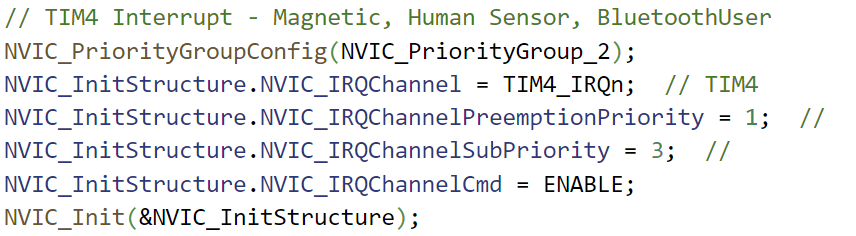 // TIM4 Interrupt - Magnetic, Human Sensor, BluetoothUser
NVIC_PriorityGroupConfig(NVIC_PriorityGroup_2);
NVIC_InitStructure.NVIC_IRQChannel = TIM4_IRQn;  // TIM4
NVIC_InitStructure.NVIC_IRQChannelPreemptionPriority = 1;  //
NVIC_InitStructure.NVIC_IRQChannelSubPriority = 3;  //
NVIC_InitStructure.NVIC_IRQChannelCmd = ENABLE;
NVIC_Init(&NVIC_InitStructure);